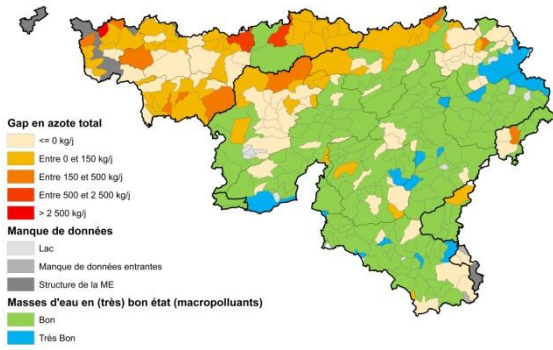 Gap en azote total
<= 0 kg/j
Entre 0 et 150 kg/j
Entre 150 et 500 kg/j
Entre 500 et 2 500 kg/j
> 2 500 kg/j
Manque de données
Lac
Manque de données entrantes
Structure de la ME
Masses d'eau en (très) bon état (macropolluants)
Bon
Très Bon